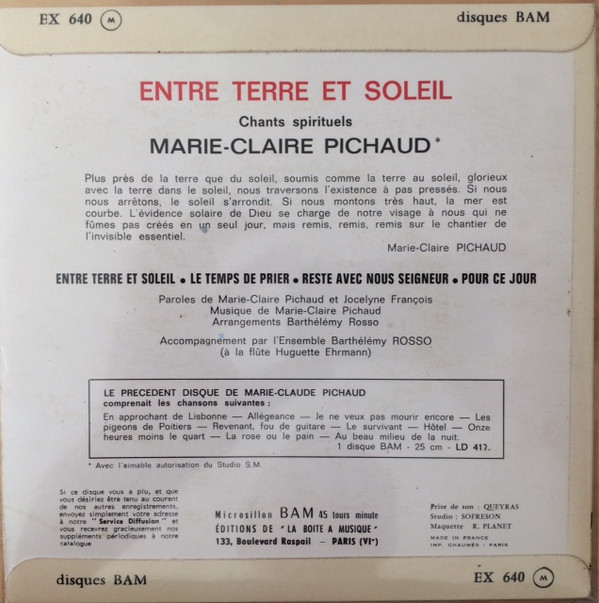 EX 640 M disques BAM
ENTRE TERRE ET SOLEIL
Chants spirituels
MARIE-CLAIRE PICHAUD*
Plus près de la terre que du soleil, soumis comme la terre au soleil, glorieux
avec la terre dans le soleil, nous traversons l'existence à pas pressés. Si nous
nous arrêtons, le soleil s'arrondit. Si nous montons très haut, la mer est
courbe. L'évidence solaire de Dieu se charge de notre visage à nous qui ne
fûmes pas créés en un seul jour, mais remis, remis, remis sur le chantier de
l'invisible essentiel.
Marie-Claire PICHAUD
ENTRE TERRE ET SOLEIL • LE TEMPS DE PRIER • RESTE AVEC NOUS SEIGNEUR • POUR CE JOUR
Paroles de Marie-Claire Pichaud et Jocelyne François
Musique de Marie-Claire Pichaud
Arrangements Barthélémy Rosso
Accompagnement par l'Ensemble Barthélémy ROSSO
(à la flûte Huguette Ehrmann)
LE PRECEDENT DISQUE DE MARIE-CLAUDE PICHAUD
comprenait les chansons suivantes :
En approchant de Lisbonne — Allégeance — Je ne veux pas mourir encore — Les
pigeons de Poitiers — Revenant, fou de guitare — Le survivant — Hôtel — Onze
heures moins le quart — La rose ou le pain — Au beau milieu de la nuit.
1 disque BAM - 25 cm - LD 417.
* Avec l'aimable autorisation du Studio S.M.
Si ce disque vous a plu, et que
vous désiriez être tenu au courant
de nos autres enregistrements,
envoyez simplement votre adresse
à notre "Service Diffusion" et
vous recevrez gracieusement nos
suppléments périodiques à notre
catalogue
Microsillon BAM 45 tours minute
ÉDITIONS DE "LA BOITE A MUSIQUE"
133, Boulevard Raspail — PARIS (VIe)
Prise de son : QUEYRAS
Studio : SOFRESON
Maquette R. PLANET
MADE IN FRANCE
IMP. CHAUMES - PARIS
disques BAM EX 640 M